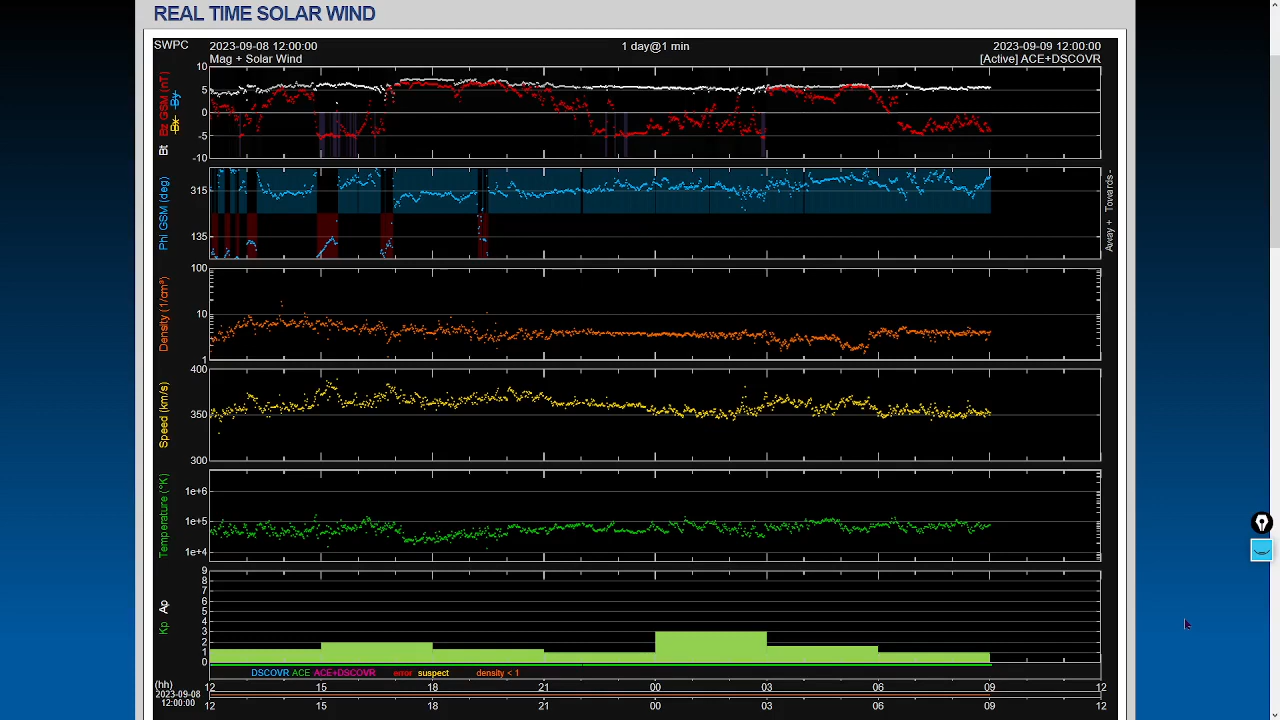 REAL TIME SOLAR WIND
SWPC 2023-09-08 12:00:00 1 day@1 min 2023-09-09 12:00:00
Mag + Solar Wind [Active] ACE+DSCOVR
Bt Bz GSM (nT)
Bx By
10
5
0
-5
-10
Phi GSM (deg)
315
135
Away + Towards -
Density (1/cm³)
100
10
1
Speed (km/s)
400
350
300
Temperature (°K)
1e+6
1e+5
1e+4
Kp Ap
9
8
7
6
5
4
3
2
1
0
DSCOVR ACE ACE+DSCOVR error suspect density < 1
(hh) 12 15 18 21 00 03 06 09 12
2023-09-08
12:00:00
12 15 18 21 00 03 06 09 12